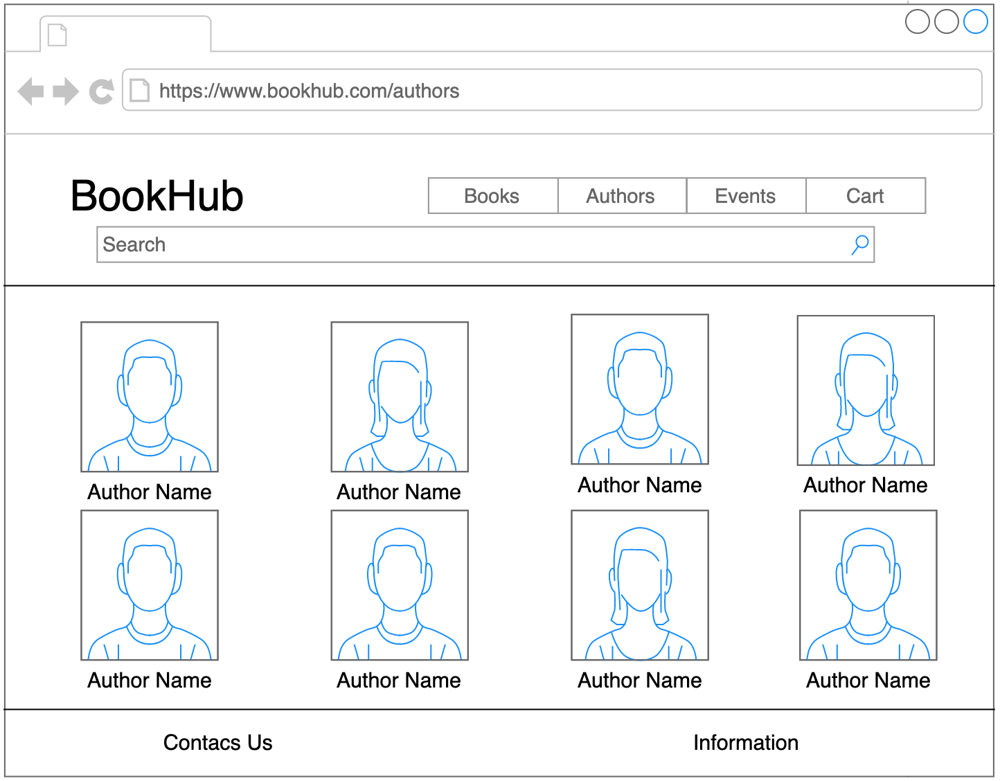 https://www.bookhub.com/authors
BookHub
Books Authors Events Cart
Search
Author Name Author Name Author Name Author Name
Author Name Author Name Author Name Author Name
Contacs Us Information